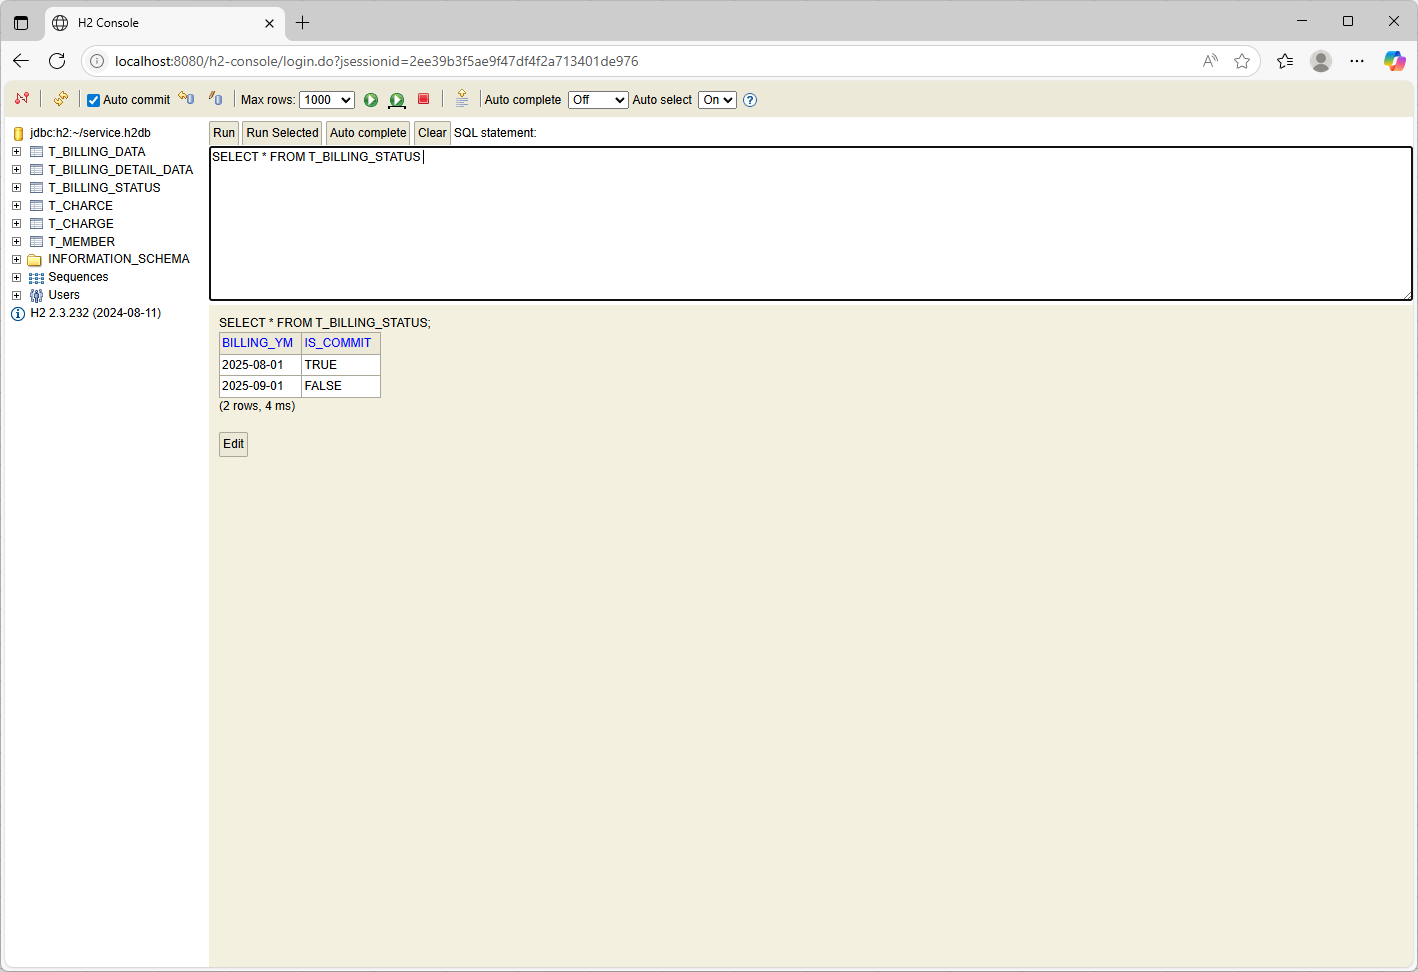 H2 Console
localhost:8080/h2-console/login.do?jsessionid=2ee39b3f5ae9f47df4f2a713401de976
Auto commit Max rows: 1000 Auto complete Off Auto select On
jdbc:h2:~/service.h2db
T_BILLING_DATA
T_BILLING_DETAIL_DATA
T_BILLING_STATUS
T_CHARCE
T_CHARGE
T_MEMBER
INFORMATION_SCHEMA
Sequences
Users
H2 2.3.232 (2024-08-11)
Run Run Selected Auto complete Clear SQL statement:
SELECT * FROM T_BILLING_STATUS
SELECT * FROM T_BILLING_STATUS;
BILLING_YM IS_COMMIT
2025-08-01 TRUE
2025-09-01 FALSE
(2 rows, 4 ms)
Edit